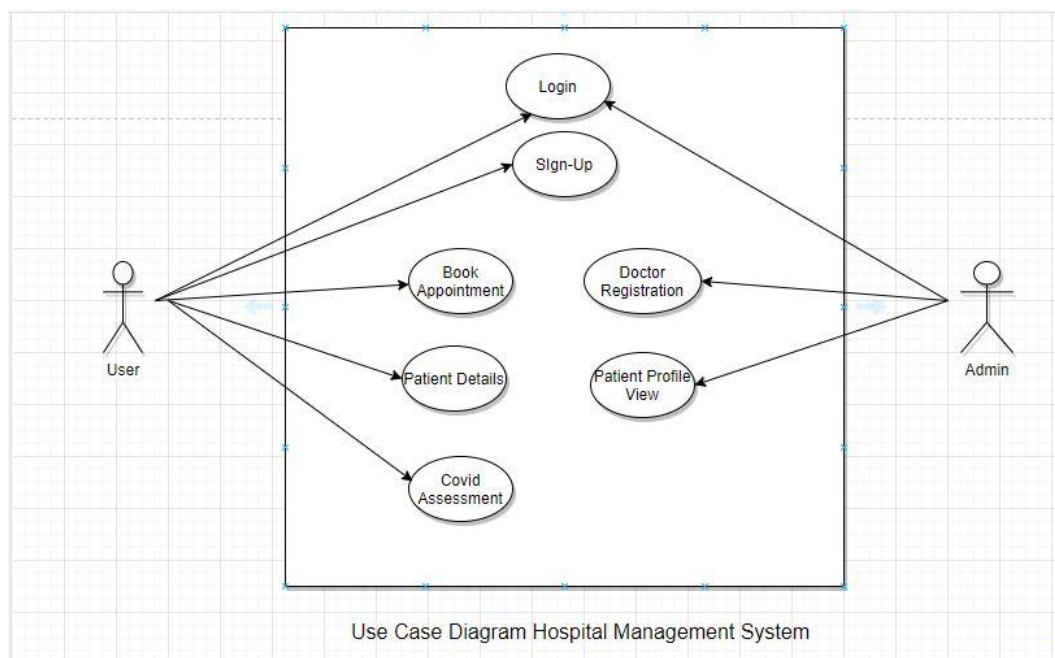 Login
SIgn-Up
Book
Appointment
Doctor
Registration
User
Admin
Patient Details
Patient Profile
View
Covid
Assessment
Use Case Diagram Hospital Management System